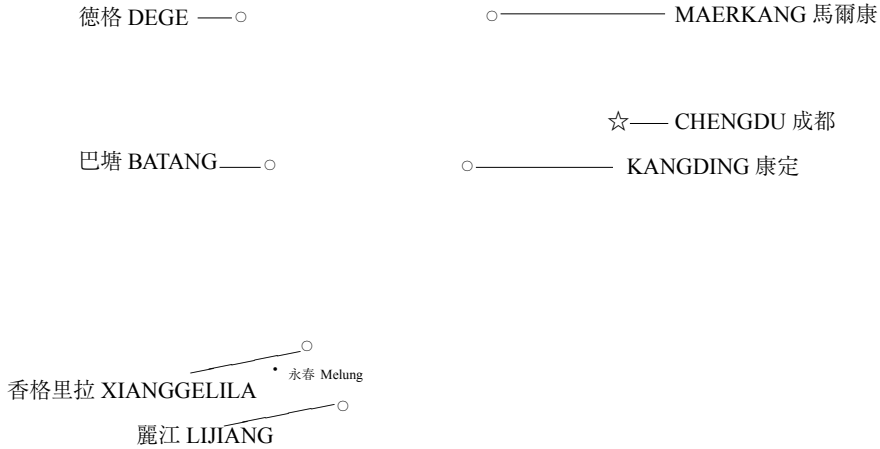 徳格 DEGE
MAERKANG 馬爾康
CHENGDU 成都
巴塘 BATANG
KANGDING 康定
永春 Melung
香格里拉 XIANGGELILA
麗江 LIJIANG